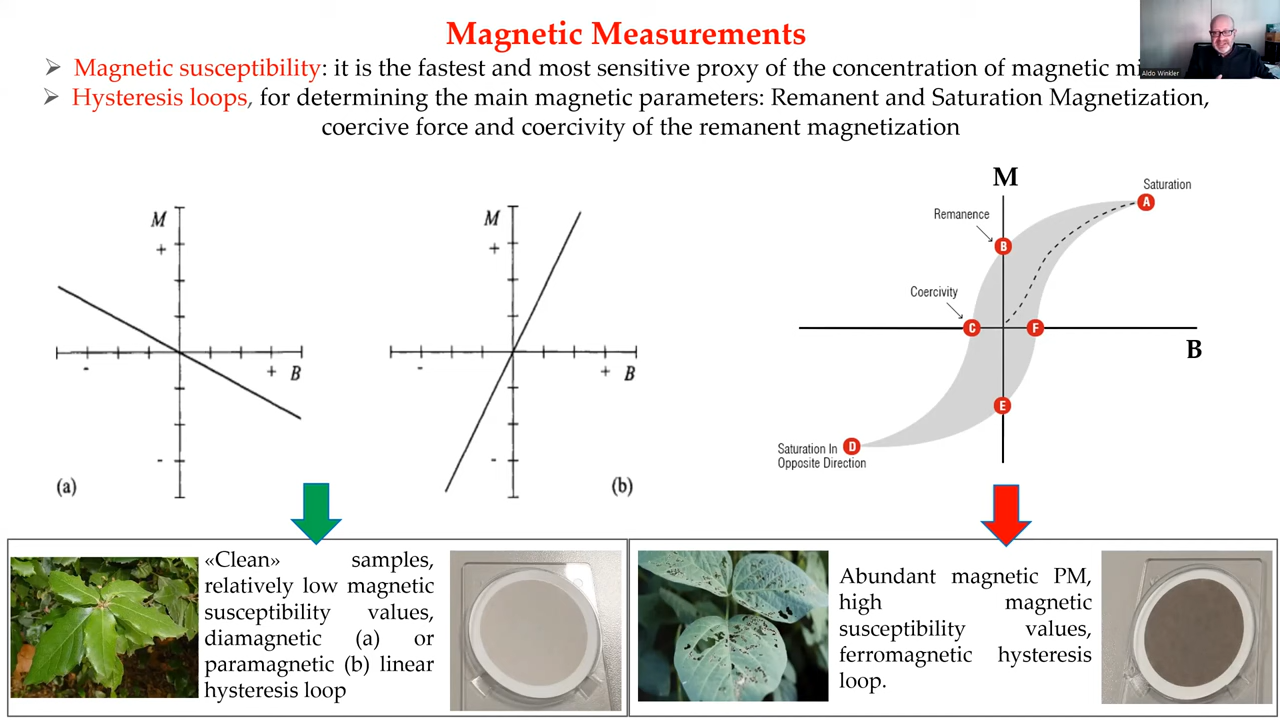 Magnetic Measurements
➢ Magnetic susceptibility: it is the fastest and most sensitive proxy of the concentration of magnetic mi
Aldo Winkler
➢ Hysteresis loops, for determining the main magnetic parameters: Remanent and Saturation Magnetization,
coercive force and coercivity of the remanent magnetization
M
+
-
+ B
-
(a)
M
+
-
+ B
-
(b)
M
Saturation
A
Remanence
B
Coercivity
C
F
B
E
Saturation In
Opposite Direction
D
«Clean» samples,
relatively low magnetic
susceptibility values,
diamagnetic (a) or
paramagnetic (b) linear
hysteresis loop
Abundant magnetic PM,
high magnetic
susceptibility values,
ferromagnetic hysteresis
loop.